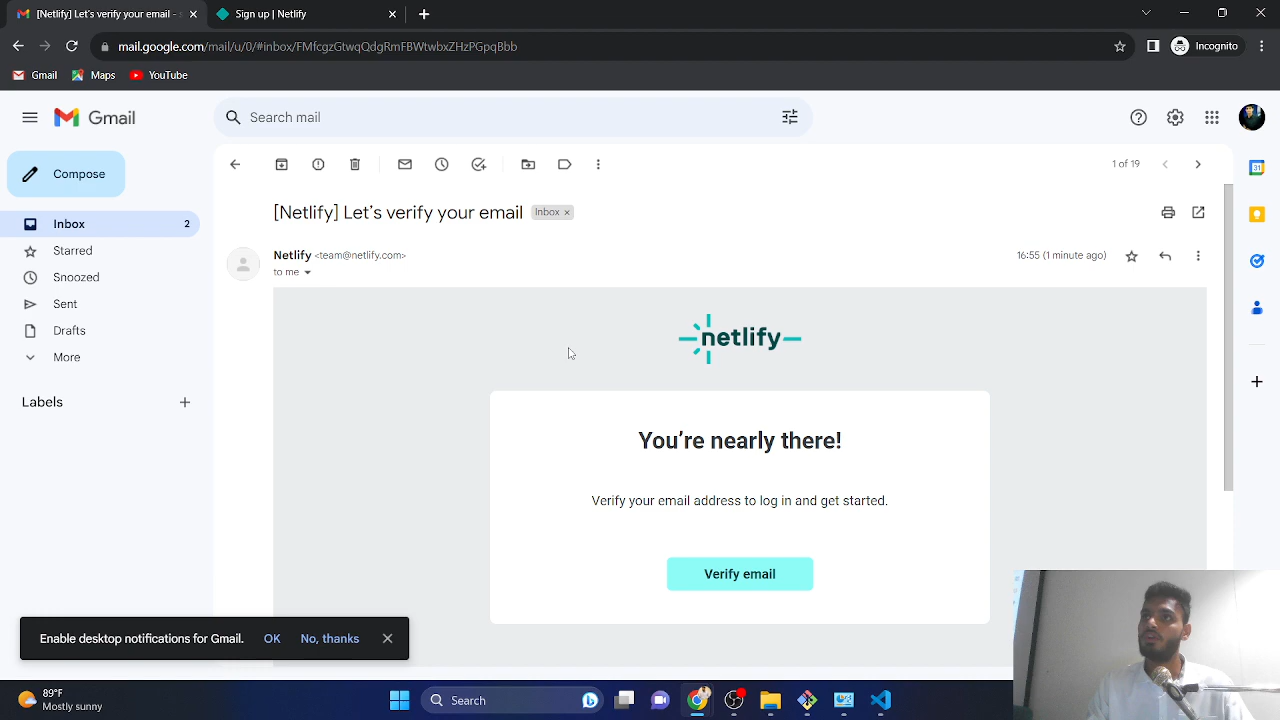 [Netlify] Let's verify your email -
Sign up | Netlify
mail.google.com/mail/u/0/#inbox/FMfcgzGtwqQdgRmFBWtwbxZHzPGpqBbb
Incognito
Gmail
Maps
YouTube
Gmail
Search mail
Compose
1 of 19
[Netlify] Let’s verify your email
Inbox ×
Inbox 2
Starred
Netlify <team@netlify.com>
16:55 (1 minute ago)
to me
Snoozed
Sent
Drafts
More
netlify
Labels
You’re nearly there!
Verify your email address to log in and get started.
Verify email
Enable desktop notifications for Gmail. OK No, thanks
89°F
Mostly sunny
Search